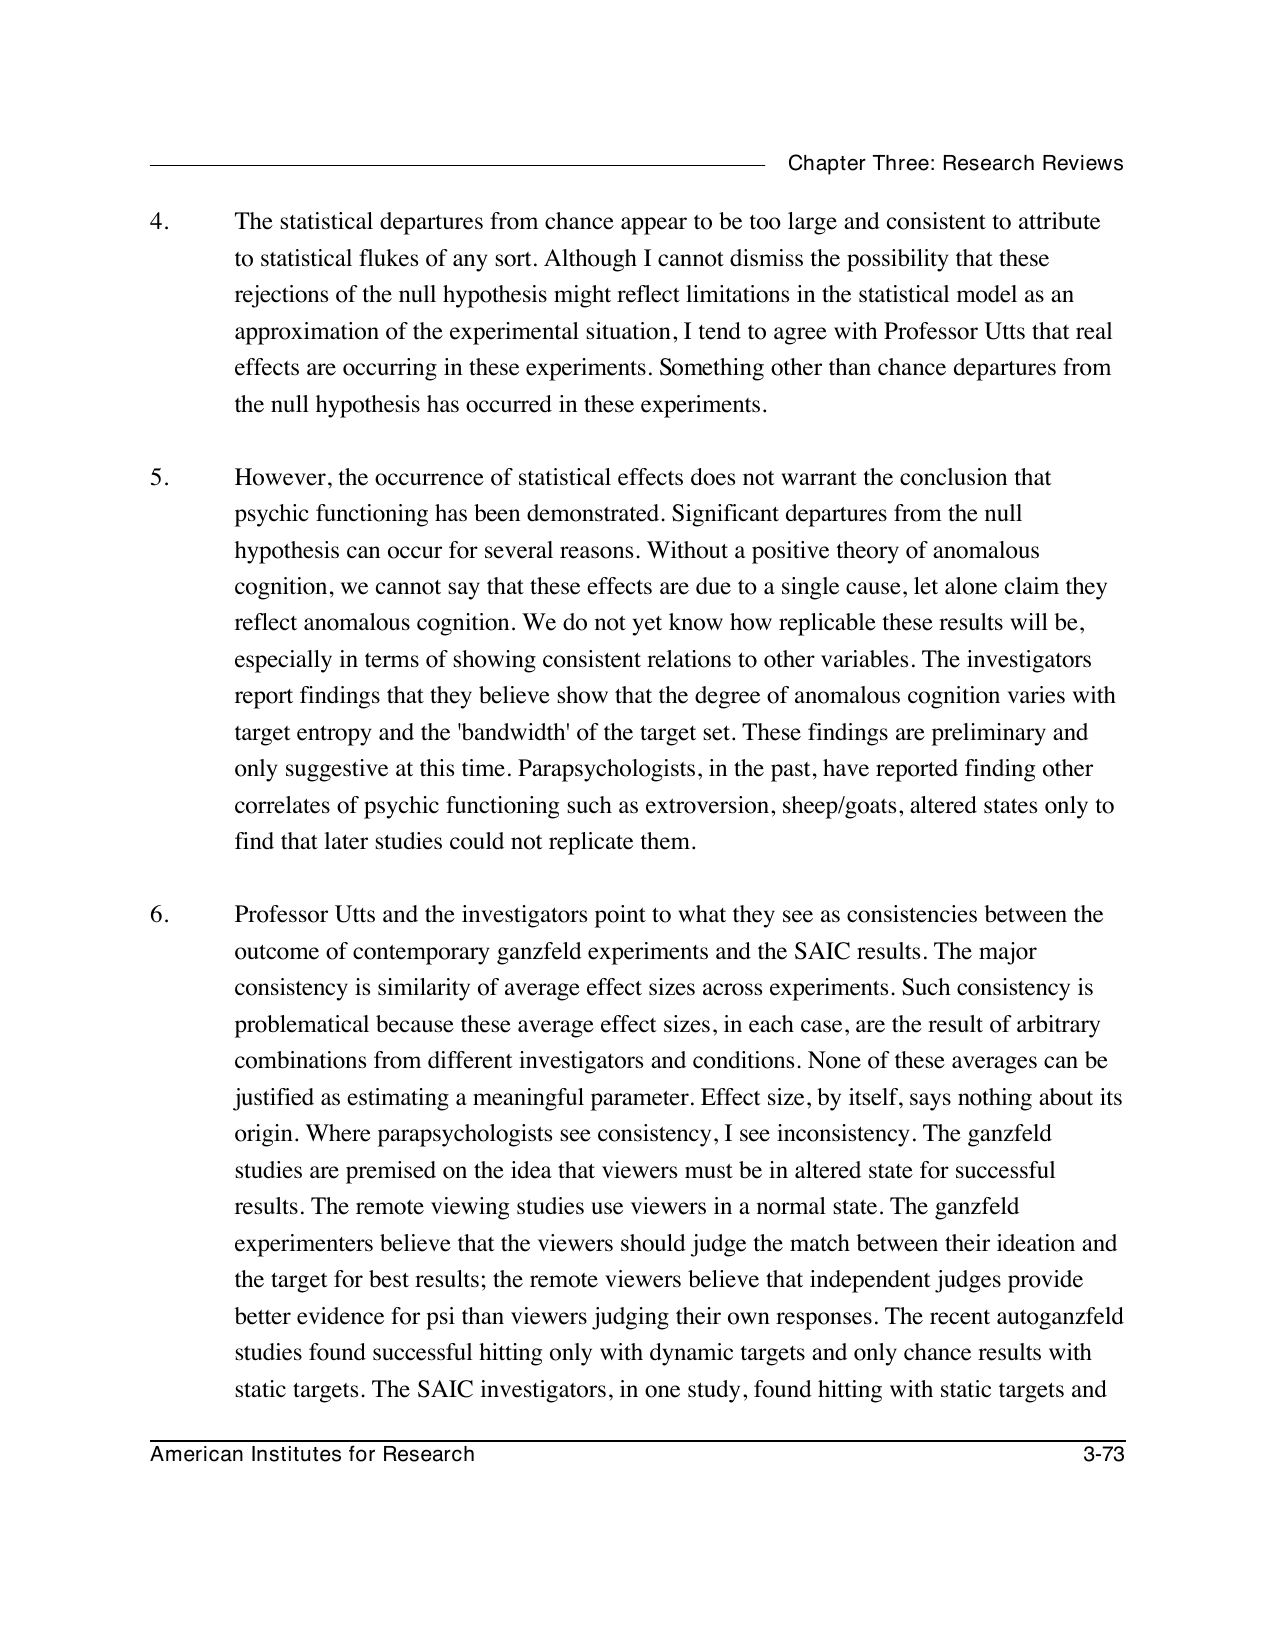 Chapter Three: Research Reviews
4. The statistical departures from chance appear to be too large and consistent to attribute
to statistical flukes of any sort. Although I cannot dismiss the possibility that these
rejections of the null hypothesis might reflect limitations in the statistical model as an
approximation of the experimental situation, I tend to agree with Professor Utts that real
effects are occurring in these experiments. Something other than chance departures from
the null hypothesis has occurred in these experiments.
5. However, the occurrence of statistical effects does not warrant the conclusion that
psychic functioning has been demonstrated. Significant departures from the null
hypothesis can occur for several reasons. Without a positive theory of anomalous
cognition, we cannot say that these effects are due to a single cause, let alone claim they
reflect anomalous cognition. We do not yet know how replicable these results will be,
especially in terms of showing consistent relations to other variables. The investigators
report findings that they believe show that the degree of anomalous cognition varies with
target entropy and the 'bandwidth' of the target set. These findings are preliminary and
only suggestive at this time. Parapsychologists, in the past, have reported finding other
correlates of psychic functioning such as extroversion, sheep/goats, altered states only to
find that later studies could not replicate them.
6. Professor Utts and the investigators point to what they see as consistencies between the
outcome of contemporary ganzfeld experiments and the SAIC results. The major
consistency is similarity of average effect sizes across experiments. Such consistency is
problematical because these average effect sizes, in each case, are the result of arbitrary
combinations from different investigators and conditions. None of these averages can be
justified as estimating a meaningful parameter. Effect size, by itself, says nothing about its
origin. Where parapsychologists see consistency, I see inconsistency. The ganzfeld
studies are premised on the idea that viewers must be in altered state for successful
results. The remote viewing studies use viewers in a normal state. The ganzfeld
experimenters believe that the viewers should judge the match between their ideation and
the target for best results; the remote viewers believe that independent judges provide
better evidence for psi than viewers judging their own responses. The recent autoganzfeld
studies found successful hitting only with dynamic targets and only chance results with
static targets. The SAIC investigators, in one study, found hitting with static targets and
American Institutes for Research 3-73